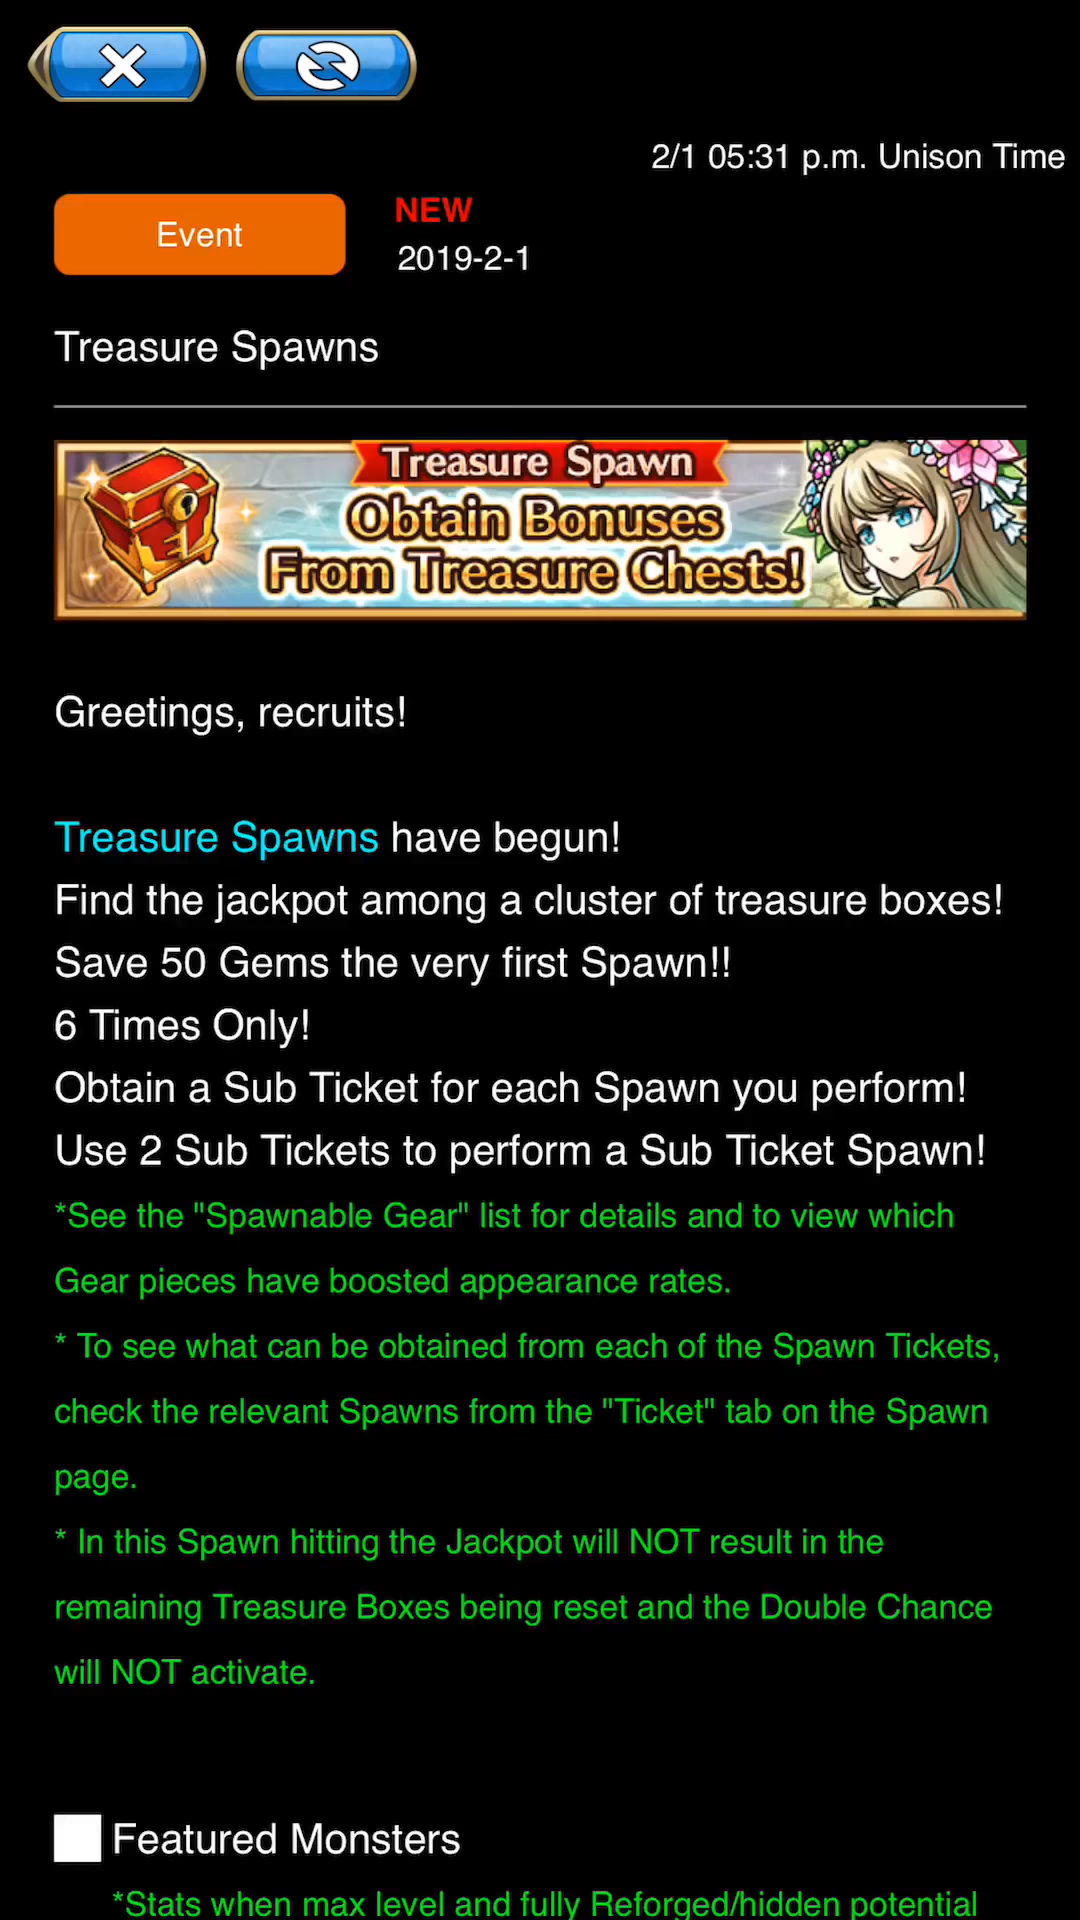 2/1 05:31 p.m. Unison Time
Event
NEW
2019-2-1
Treasure Spawns
Treasure Spawn
Obtain Bonuses
From Treasure Chests!
Greetings, recruits!
Treasure Spawns have begun!
Find the jackpot among a cluster of treasure boxes!
Save 50 Gems the very first Spawn!!
6 Times Only!
Obtain a Sub Ticket for each Spawn you perform!
Use 2 Sub Tickets to perform a Sub Ticket Spawn!
*See the "Spawnable Gear" list for details and to view which
Gear pieces have boosted appearance rates.
* To see what can be obtained from each of the Spawn Tickets,
check the relevant Spawns from the "Ticket" tab on the Spawn
page.
* In this Spawn hitting the Jackpot will NOT result in the
remaining Treasure Boxes being reset and the Double Chance
will NOT activate.
Featured Monsters
*Stats when max level and fully Reforged/hidden potential